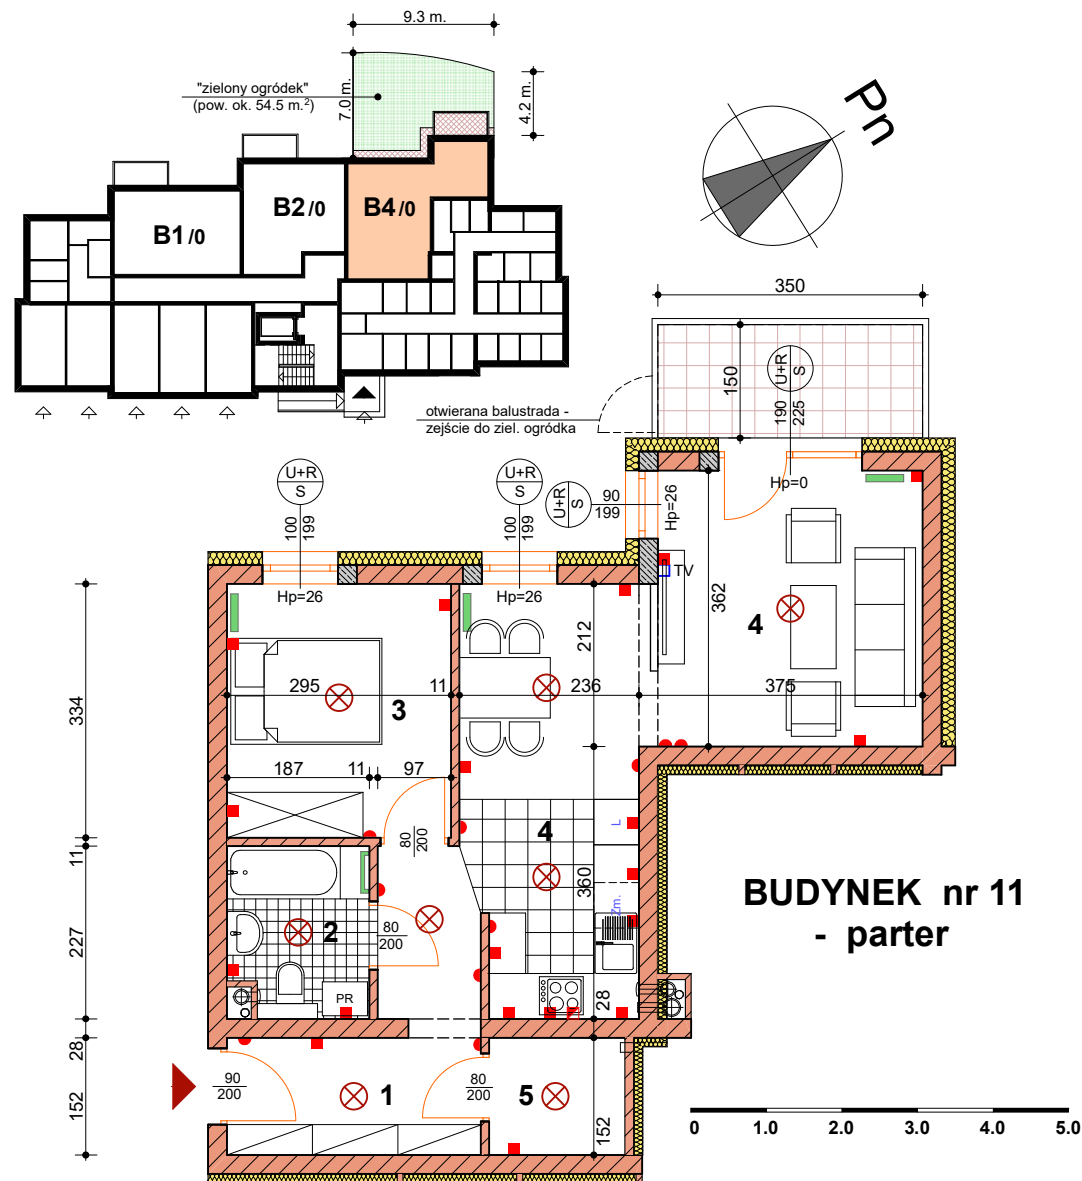 9.3 m.
"zielony ogródek"
(pow. ok. 54.5 m.²)
7.0 m.
4.2 m.
Pn
B1/0
B2/0
B4/0
350
150
U+R
S
190
225
otwierana balustrada -
zejście do ziel. ogródka
Hp=0
U+R
S
100
199
Hp=26
U+R
S
100
199
Hp=26
U+R
S
90
199
Hp=26
TV
362
4
212
334
295
11
3
236
375
187
11
97
80
200
4
L
360
Zm.
11
227
2
80
200
PR
28
28
BUDYNEK nr 11
- parter
90
200
1
80
200
5
152
152
0
1.0
2.0
3.0
4.0
5.0